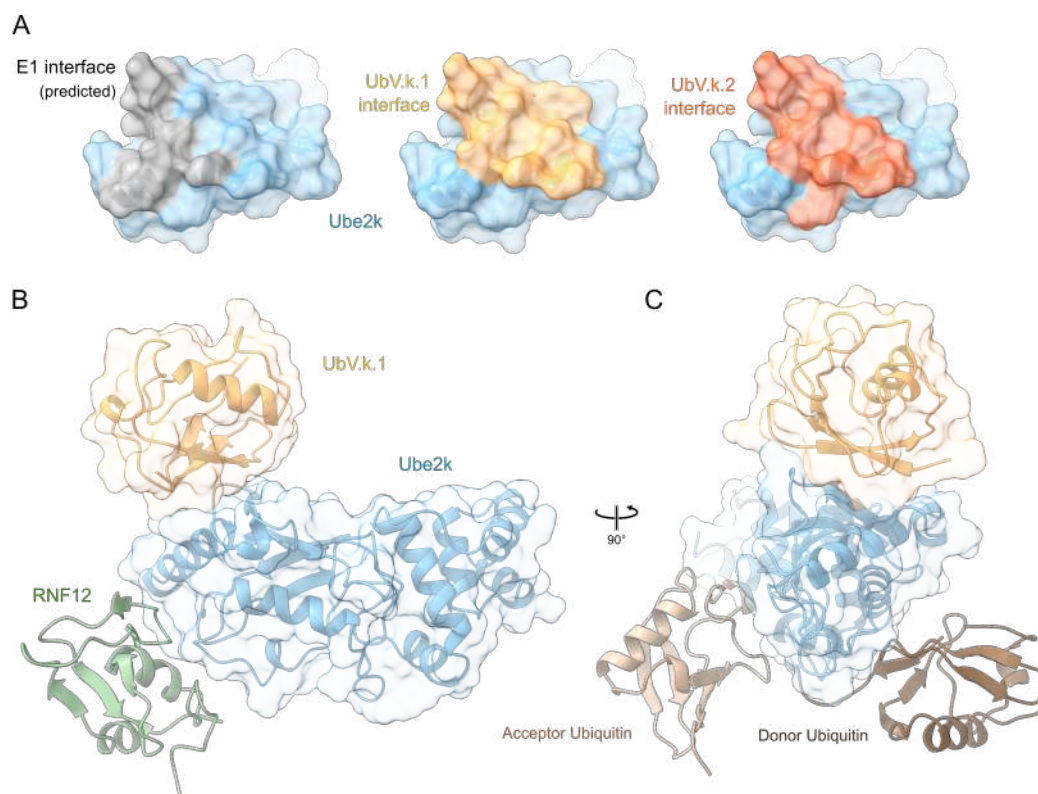 A
E1 interface
(predicted)
UbV.k.1
interface
UbV.k.2
interface
Ube2k
B
C
UbV.k.1
Ube2k
90°
RNF12
Acceptor Ubiquitin
Donor Ubiquitin